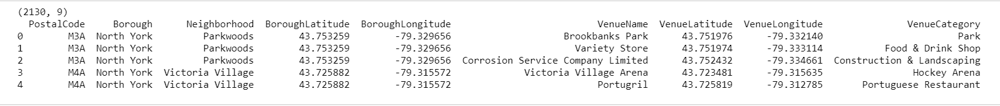 (2130, 9)
PostalCode Borough Neighborhood BoroughLatitude BoroughLongitude VenueName VenueLatitude VenueLongitude VenueCategory
0 M3A North York Parkwoods 43.753259 -79.329656 Brookbanks Park 43.751976 -79.332140 Park
1 M3A North York Parkwoods 43.753259 -79.329656 Variety Store 43.751974 -79.333114 Food & Drink Shop
2 M3A North York Parkwoods 43.753259 -79.329656 Corrosion Service Company Limited 43.752432 -79.334661 Construction & Landscaping
3 M4A North York Victoria Village 43.725882 -79.315572 Victoria Village Arena 43.723481 -79.315635 Hockey Arena
4 M4A North York Victoria Village 43.725882 -79.315572 Portugril 43.725819 -79.312785 Portuguese Restaurant